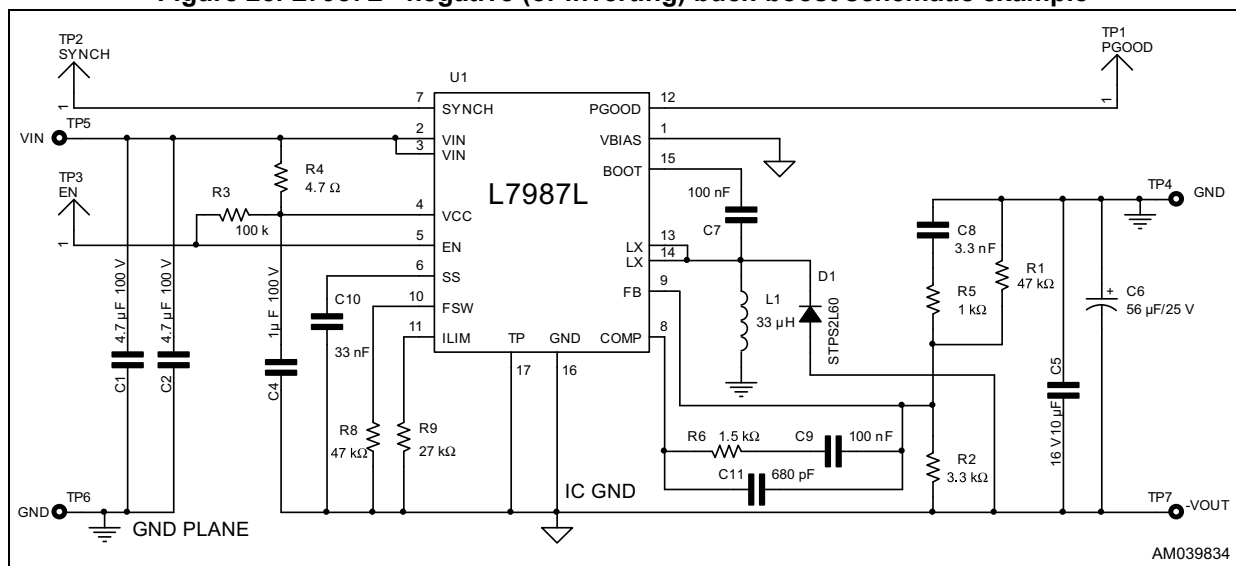 Figure 26. L7987L - negative (or inverting) buck-boost schematic example
TP2
SYNCH
1
TP1
PGOOD
1
U1
L7987L
7
SYNCH
2
VIN
3
VIN
4
VCC
5
EN
6
SS
10
FSW
11
ILIM
TP
17
GND
16
PGOOD
12
VBIAS
1
BOOT
15
LX
13
LX
14
FB
9
COMP
8
VIN
TP5
TP3
EN
1
R3
100 k
R4
4.7 Ω
4.7 µF 100 V
C1
4.7 µF 100 V
C2
1µ F 100 V
C4
C10
33 nF
R8
47 kΩ
R9
27 kΩ
100 nF
C7
L1
33 µH
D1
STPS2L60
C8
3.3 nF
R5
1 kΩ
R1
47 kΩ
C6
+
56 µF/25 V
C5
16 V10 µF
TP4
GND
R6
1.5 kΩ
C9
100 nF
C11
680 pF
R2
3.3 kΩ
TP6
GND
GND PLANE
IC GND
TP7
-VOUT
AM039834